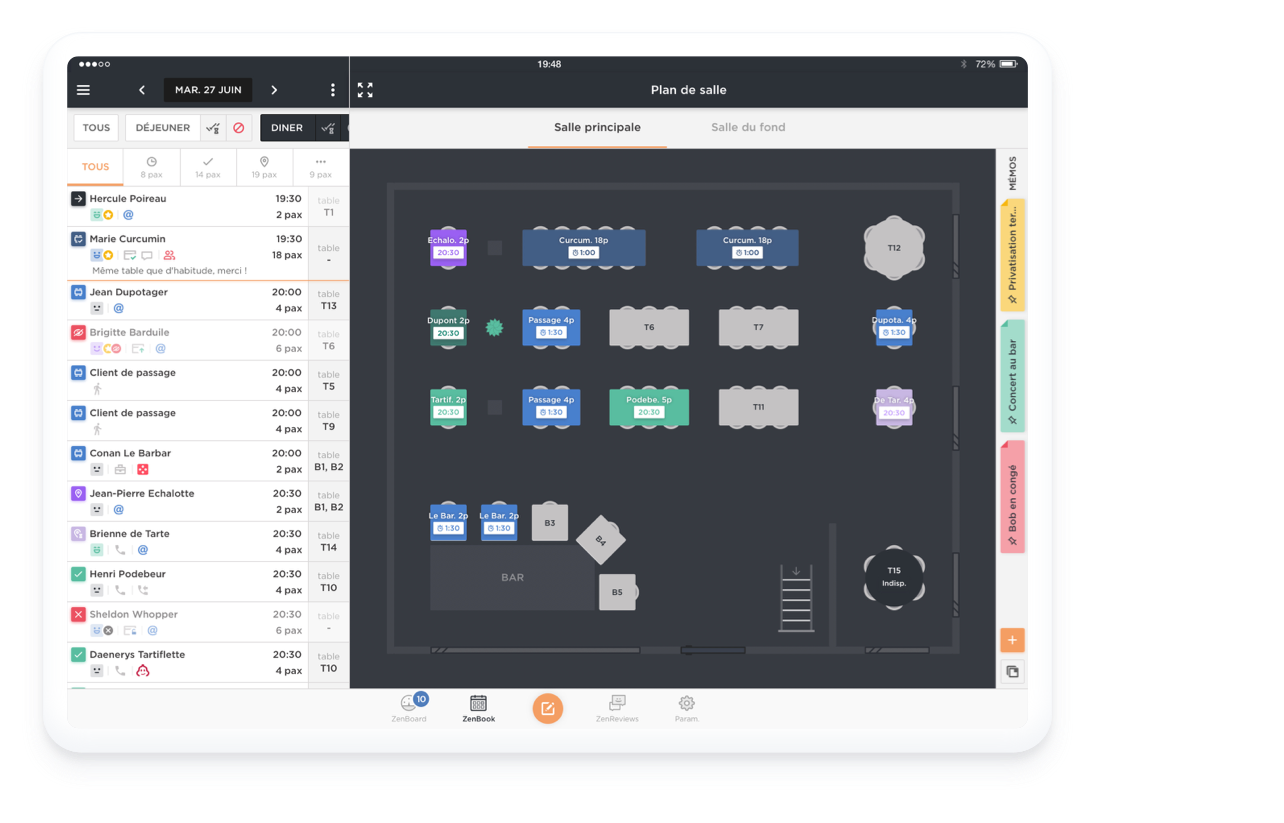 19:48
72%
MAR. 27 JUIN
Plan de salle
TOUS
DÉJEUNER
DINER
Salle principale
Salle du fond
TOUS
8 pax
14 pax
19 pax
9 pax
Hercule Poireau 19:30 table
@ 2 pax T1
Marie Curcumin 19:30 table
18 pax -
Même table que d'habitude, merci !
Jean Dupotager 20:00 table
@ 4 pax T13
Brigitte Barduile 20:00 table
@ 6 pax T6
Client de passage 20:00 table
4 pax T5
Client de passage 20:00 table
4 pax T9
Conan Le Barbar 20:00 table
2 pax B1, B2
Jean-Pierre Echalotte 20:30 table
@ 2 pax B1, B2
Brienne de Tarte 20:30 table
@ 4 pax T14
Henri Podebeur 20:30 table
4 pax T10
Sheldon Whopper 20:30 table
@ 6 pax -
Daenerys Tartiflette 20:30 table
4 pax T10
Echalo. 2p
20:30
Curcum. 18p
1:00
Curcum. 18p
1:00
T12
Dupont 2p
20:30
Passage 4p
1:30
T6
T7
Dupota. 4p
1:30
Tartif. 2p
20:30
Passage 4p
1:30
Podebe. 5p
20:30
T11
De Tar. 4p
20:30
Le Bar. 2p
1:30
Le Bar. 2p
1:30
B3
B4
BAR
B5
T15
Indisp.
MÉMOS
Privatisation ter...
Concert au bar
Bob en congé
+
10
ZenBoard
ZenBook
ZenReviews
Param.